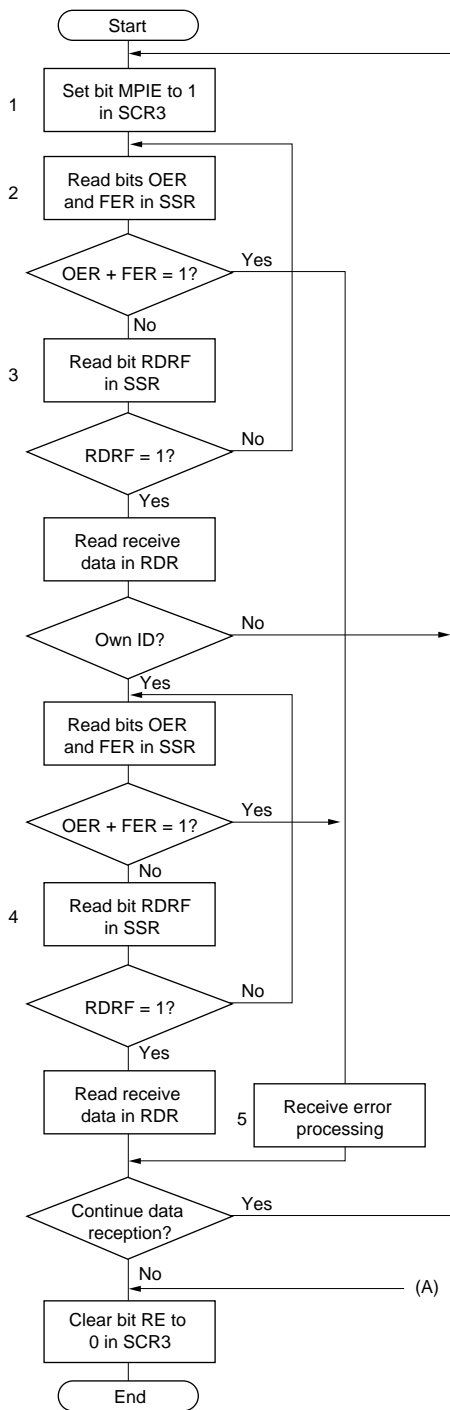 Start
1
Set bit MPIE to 1
in SCR3
2
Read bits OER
and FER in SSR
OER + FER = 1?
Yes
No
3
Read bit RDRF
in SSR
RDRF = 1?
No
Yes
Read receive
data in RDR
Own ID?
No
Yes
Read bits OER
and FER in SSR
OER + FER = 1?
Yes
No
4
Read bit RDRF
in SSR
RDRF = 1?
No
Yes
Read receive
data in RDR
5
Receive error
processing
Continue data
reception?
Yes
No
(A)
Clear bit RE to
0 in SCR3
End